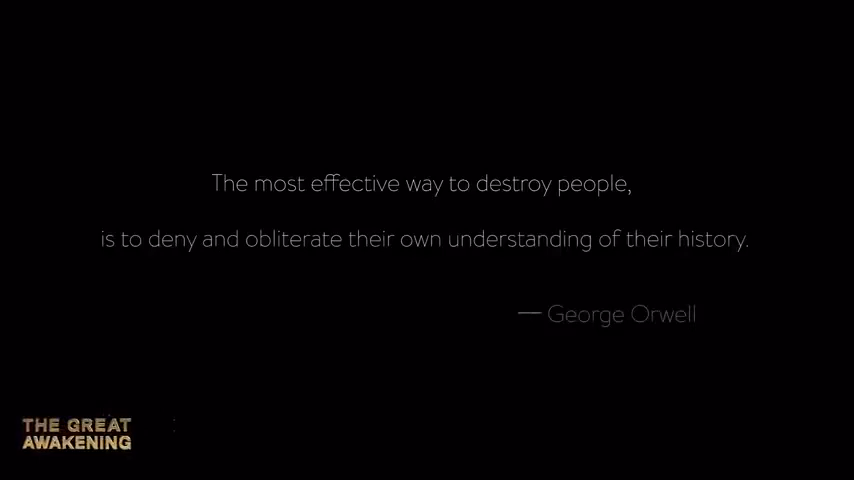 The most effective way to destroy people,
is to deny and obliterate their own understanding of their history.
— George Orwell
THE GREAT
AWAKENING